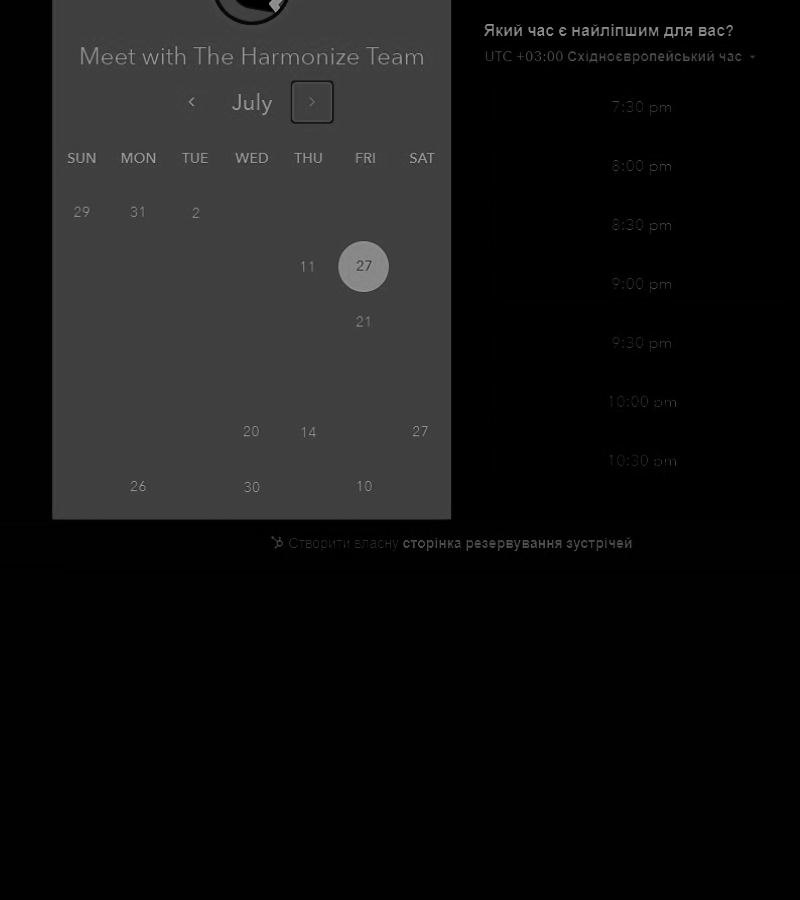 Meet with The Harmonize Team
July
SUN MON TUE WED THU FRI SAT
29 31 2
11 27
21
20 14 27
26 30 10
Який час є найліпшим для вас?
UTC +03:00 Східноєвропейський час
7:30 pm
8:00 pm
8:30 pm
9:00 pm
9:30 pm
10:00 pm
10:30 pm
Створити власну сторінка резервування зустрічей